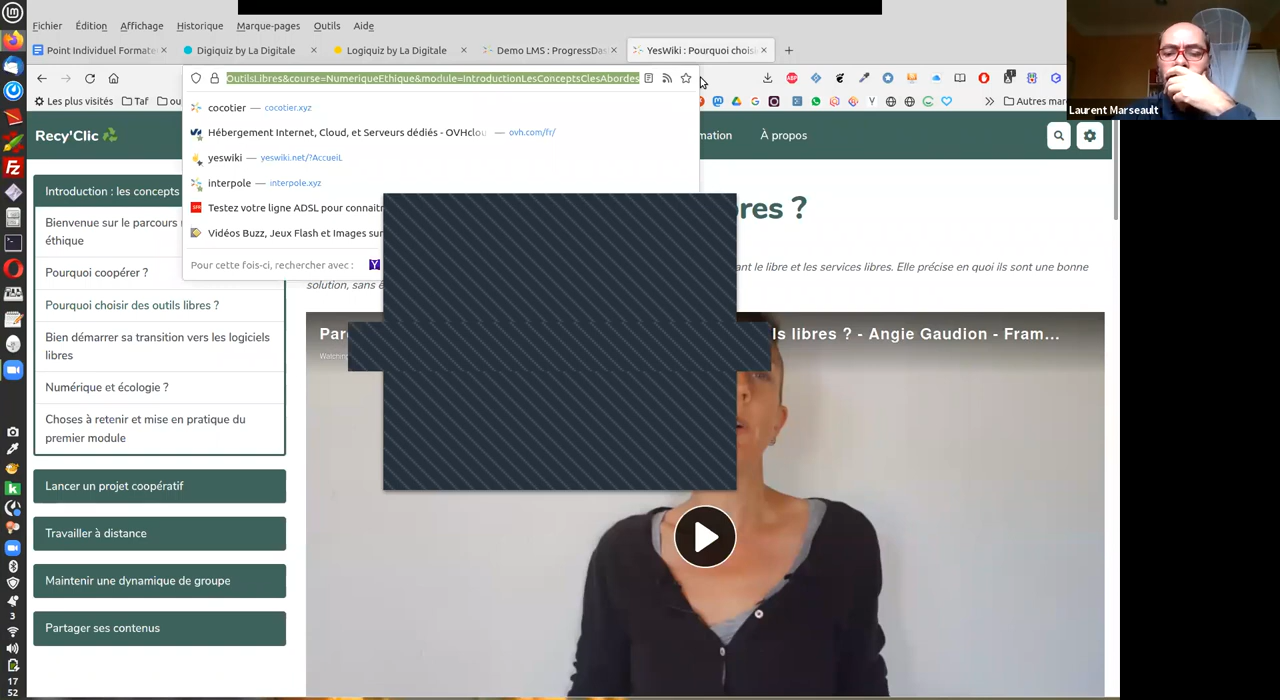 Fichier Édition Affichage Historique Marque-pages Outils Aide
Point Individuel Formate
Digiquiz by La Digitale
Logiquiz by La Digitale
Demo LMS : ProgressDas
YesWiki : Pourquoi choisi
OutilsLibres&course=NumeriqueEthique&module=IntroductionLesConceptsClesAbordes
Laurent Marseault
Les plus visités
Taf
ou
Autres mar
cocotier — cocotier.xyz
Hébergement Internet, Cloud, et Serveurs dédiés - OVHclou — ovh.com/fr/
yeswiki — yeswiki.net/?AccueiL
interpole — interpole.xyz
Testez votre ligne ADSL pour connaitr
Vidéos Buzz, Jeux Flash et Images sur
Pour cette fois-ci, rechercher avec :
Recy'Clic
mation
À propos
Introduction : les concepts
Bienvenue sur le parcours
éthique
Pourquoi coopérer ?
Pourquoi choisir des outils libres ?
Bien démarrer sa transition vers les logiciels
libres
Numérique et écologie ?
Choses à retenir et mise en pratique du
premier module
Lancer un projet coopératif
Travailler à distance
Maintenir une dynamique de groupe
Partager ses contenus
bres ?
ant le libre et les services libres. Elle précise en quoi ils sont une bonne
solution, sans
Par
ls libres ? - Angie Gaudion - Fram...
Watching
3
17
52